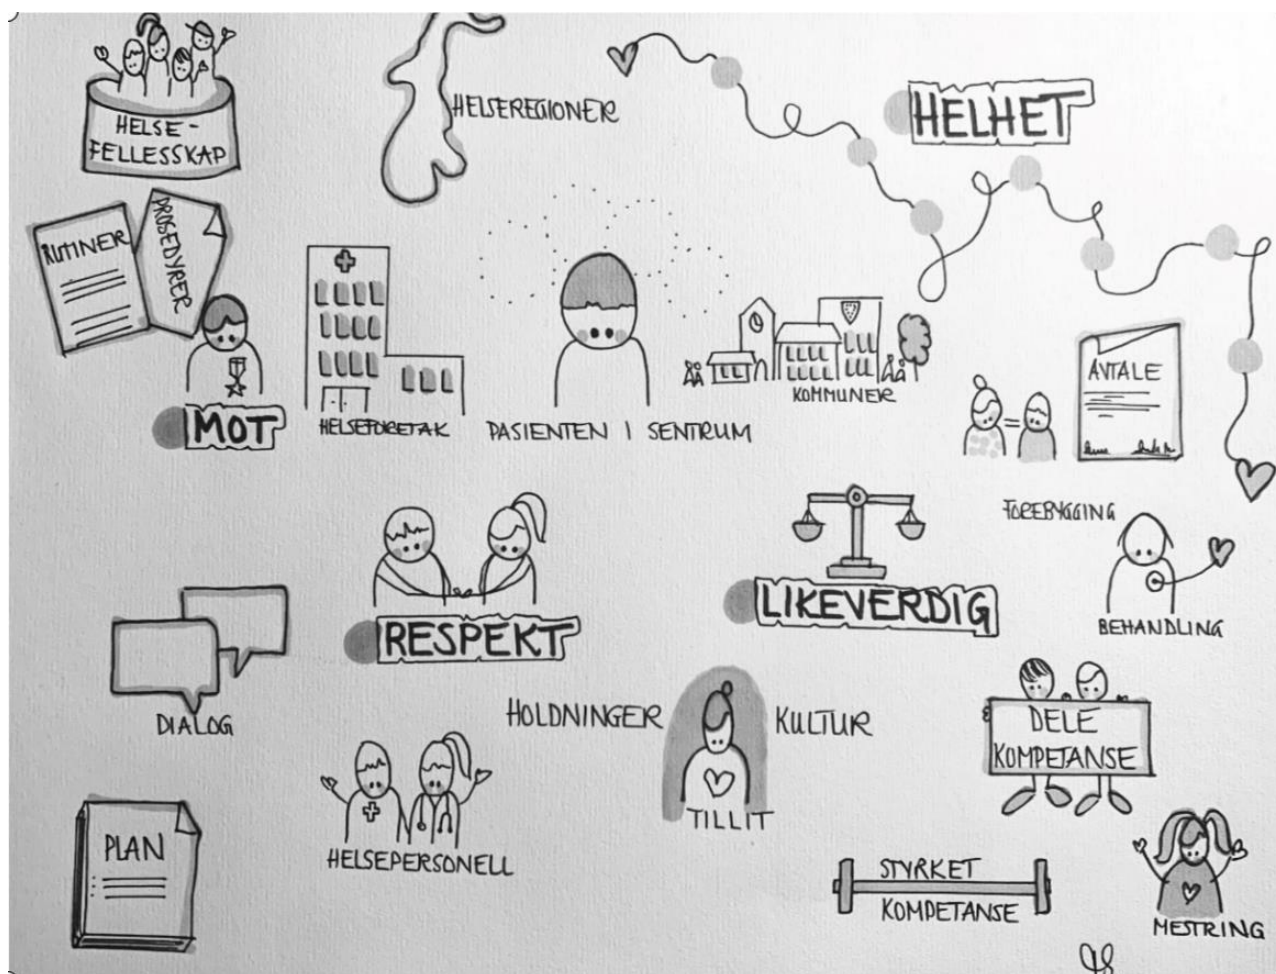 HELSE-
FELLESSKAP
HELSEREGIONER
HELHET
RUTINER
PROSEDYRER
MOT
HELSEFORETAK
PASIENTEN I SENTRUM
KOMMUNER
AVTALE
FOREBYGGING
BEHANDLING
RESPEKT
LIKEVERDIG
DIALOG
HOLDNINGER
KULTUR
TILLIT
DELE
KOMPETANSE
PLAN
HELSEPERSONELL
STYRKET
KOMPETANSE
MESTRING